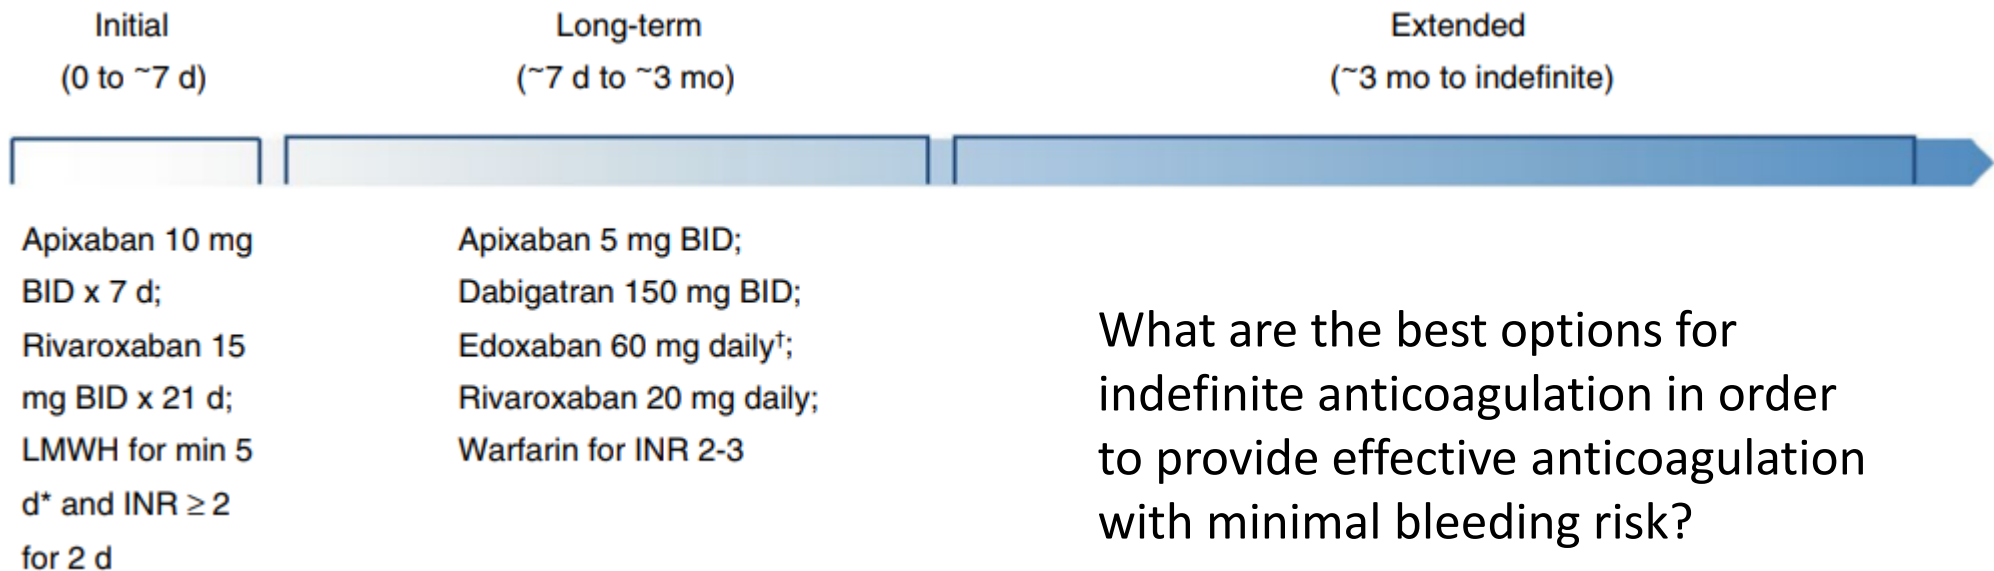 Initial
(0 to ~7 d)
Long-term
(~7 d to ~3 mo)
Extended
(~3 mo to indefinite)
Apixaban 10 mg
BID x 7 d;
Rivaroxaban 15
mg BID x 21 d;
LMWH for min 5
d* and INR ≥ 2
for 2 d
Apixaban 5 mg BID;
Dabigatran 150 mg BID;
Edoxaban 60 mg daily†;
Rivaroxaban 20 mg daily;
Warfarin for INR 2-3
What are the best options for
indefinite anticoagulation in order
to provide effective anticoagulation
with minimal bleeding risk?